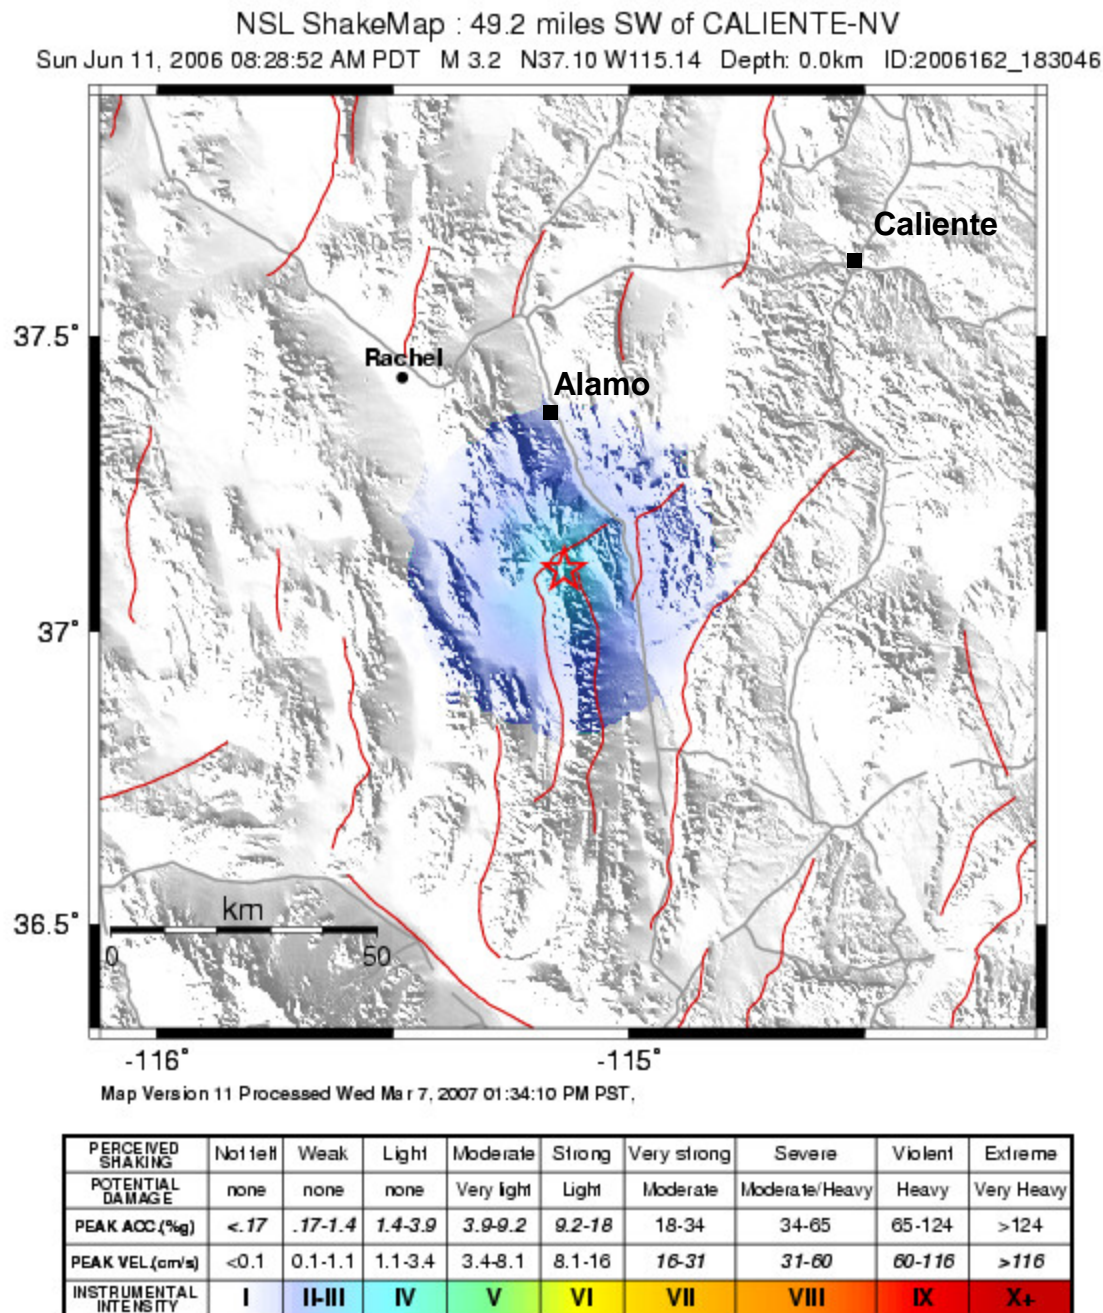 NSL ShakeMap : 49.2 miles SW of CALIENTE-NV
Sun Jun 11, 2006 08:28:52 AM PDT M 3.2 N37.10 W115.14 Depth: 0.0km ID:2006162_183046
Caliente
37.5°
Rachel
Alamo
37°
36.5°
km
0 50
-116° -115°
Map Version 11 Processed Wed Mar 7, 2007 01:34:10 PM PST,
PERCEIVED SHAKING Not felt Weak Light Moderate Strong Very strong Severe Violent Extreme
POTENTIAL DAMAGE none none none Very light Light Moderate Moderate/Heavy Heavy Very Heavy
PEAK ACC.(%g) <.17 .17-1.4 1.4-3.9 3.9-9.2 9.2-18 18-34 34-65 65-124 >124
PEAK VEL.(cm/s) <0.1 0.1-1.1 1.1-3.4 3.4-8.1 8.1-16 16-31 31-60 60-116 >116
INSTRUMENTAL INTENSITY I II-III IV V VI VII VIII IX X+